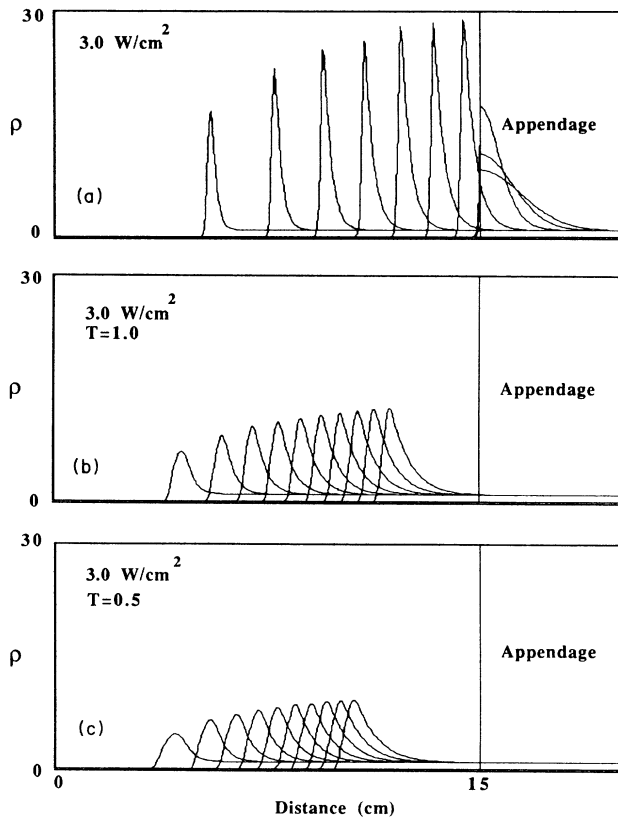 30
3.0 W/cm²
ρ
Appendage
(a)
0
30
3.0 W/cm²
T=1.0
ρ
Appendage
(b)
0
30
3.0 W/cm²
T=0.5
ρ
Appendage
(c)
0
0
15
Distance (cm)